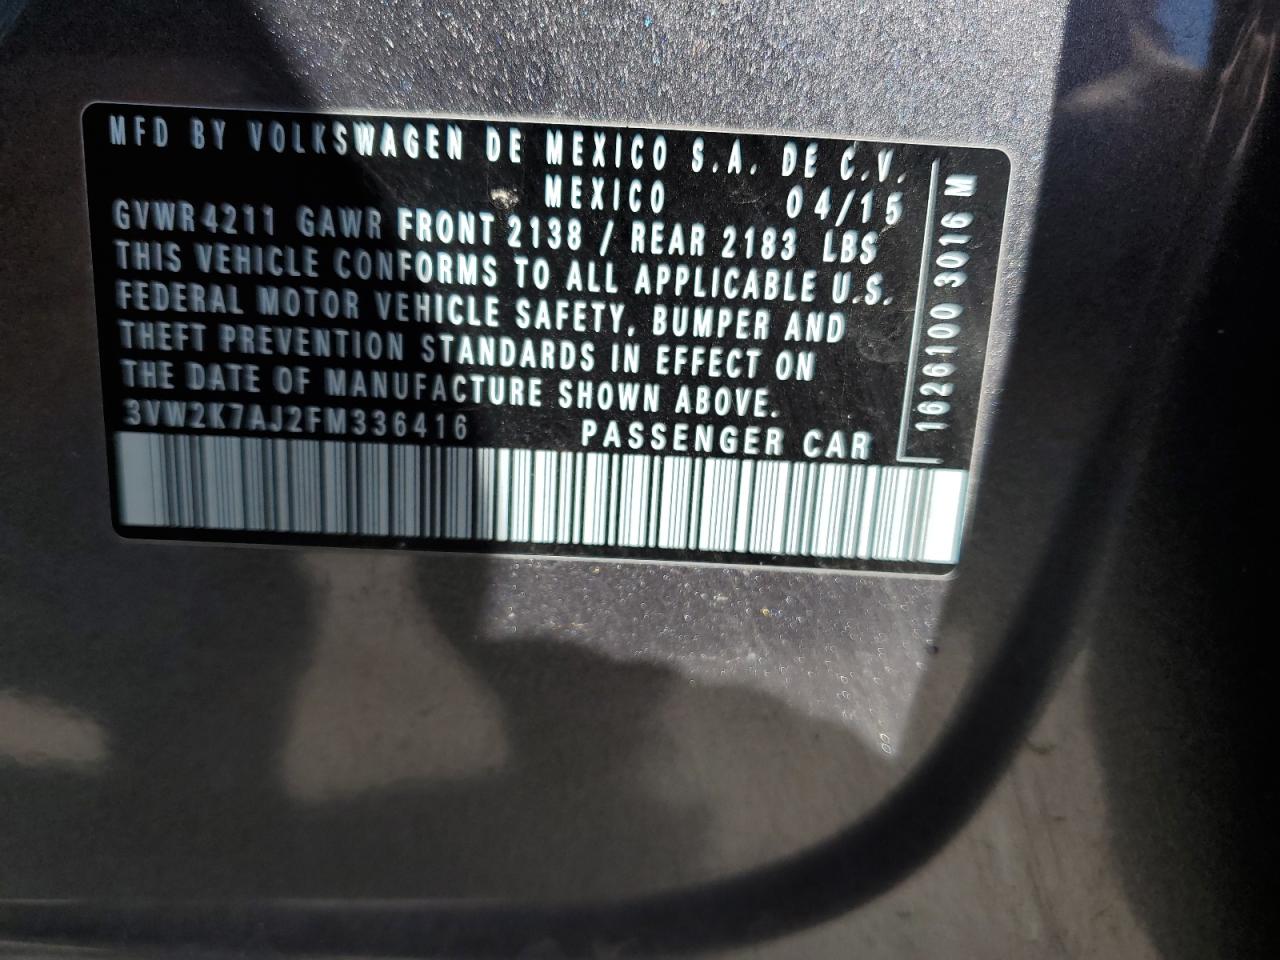 MFD BY VOLKSWAGEN DE MEXICO S.A. DE C.V.
MEXICO 04/15
GVWR 4211 GAWR FRONT 2138 / REAR 2183 LBS
THIS VEHICLE CONFORMS TO ALL APPLICABLE U.S.
FEDERAL MOTOR VEHICLE SAFETY, BUMPER AND
THEFT PREVENTION STANDARDS IN EFFECT ON
THE DATE OF MANUFACTURE SHOWN ABOVE.
3VW2K7AJ2FM336416 PASSENGER CAR
1626100 3016 M